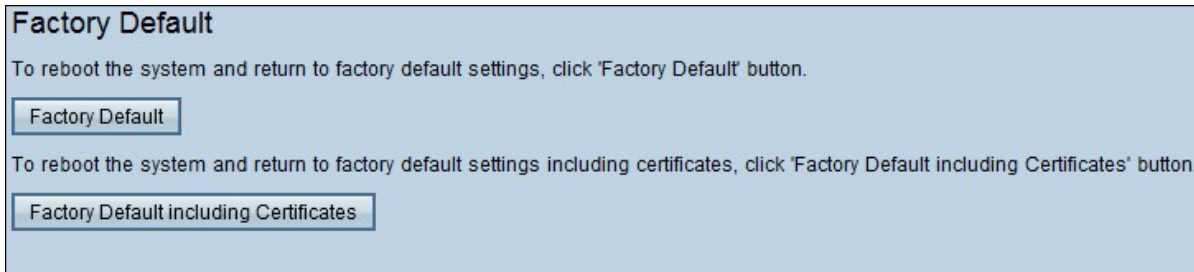 Factory Default
To reboot the system and return to factory default settings, click 'Factory Default' button.
Factory Default
To reboot the system and return to factory default settings including certificates, click 'Factory Default including Certificates' button.
Factory Default including Certificates